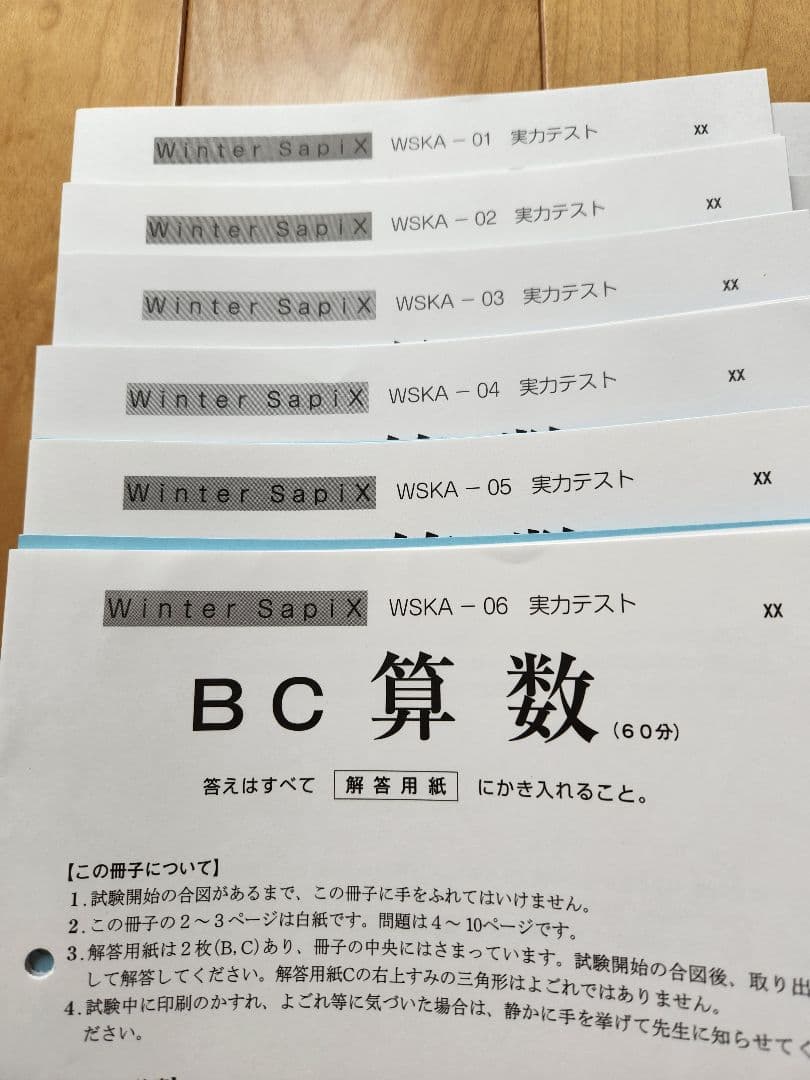 Winter SapiX WSKA－01 実力テスト XX
Winter SapiX WSKA－02 実力テスト XX
Winter SapiX WSKA－03 実力テスト XX
Winter SapiX WSKA－04 実力テスト XX
Winter SapiX WSKA－05 実力テスト XX
Winter SapiX WSKA－06 実力テスト XX
BC 算数（60分）
答えはすべて 解答用紙 にかき入れること。
【この冊子について】
1.試験開始の合図があるまで、この冊子に手をふれてはいけません。
2.この冊子の2～3ページは白紙です。問題は4～10ページです。
3.解答用紙は2枚(B,C)あり、冊子の中央にはさまっています。試験開始の合図後、取り出
して解答してください。解答用紙Cの右上すみの三角形はよごれではありません。
4.試験中に印刷のかすれ、よごれ等に気づいた場合は、静かに手を挙げて先生に知らせてく
ださい。